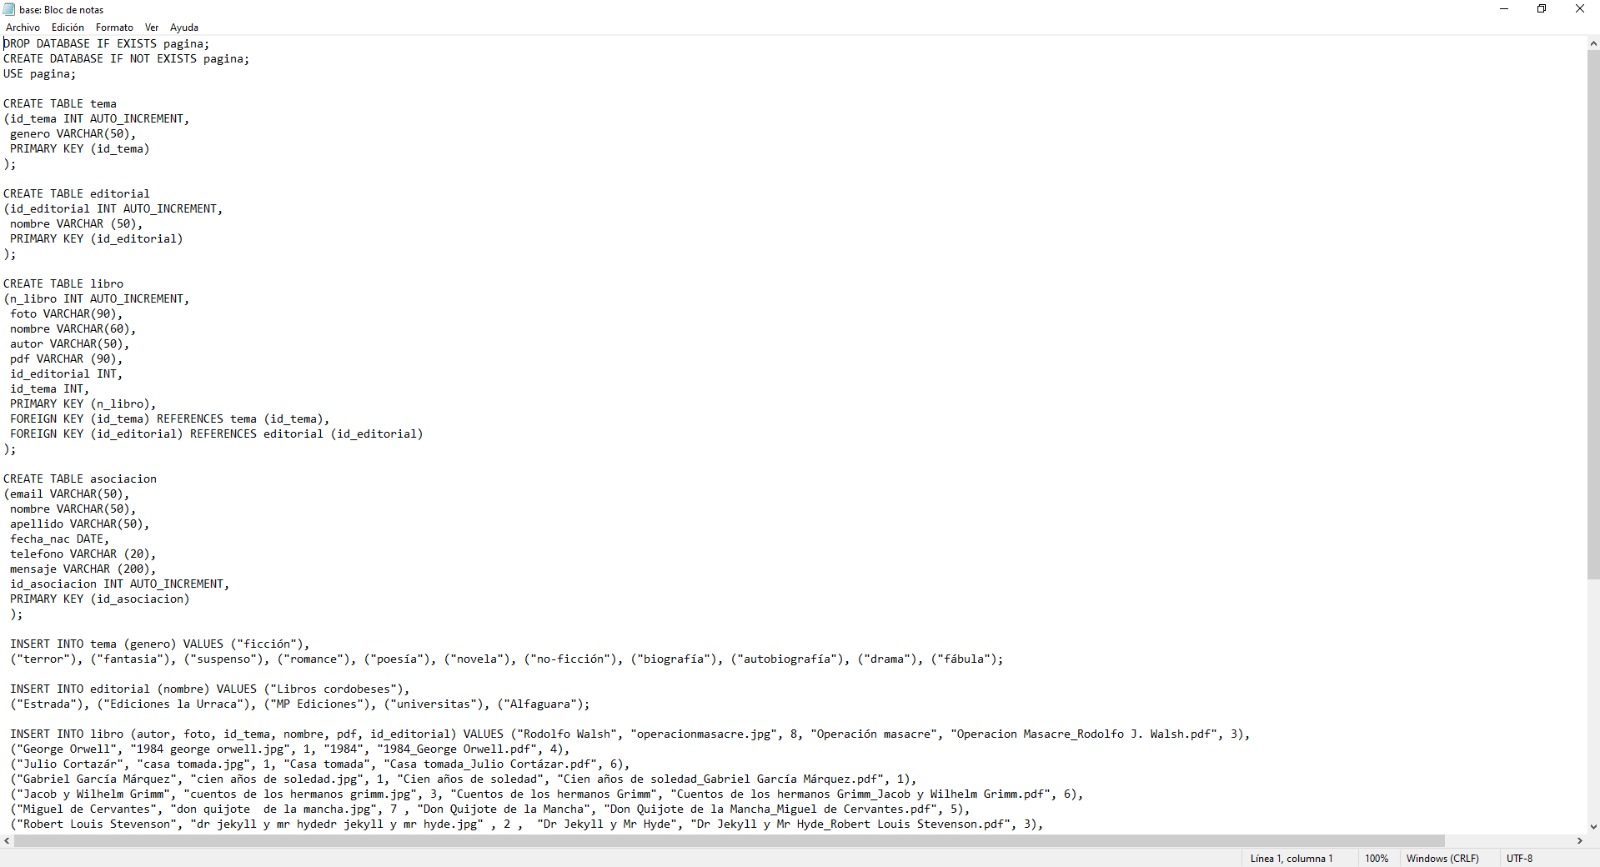 base: Bloc de notas
Archivo Edición Formato Ver Ayuda
DROP DATABASE IF EXISTS pagina;
CREATE DATABASE IF NOT EXISTS pagina;
USE pagina;
CREATE TABLE tema
(id_tema INT AUTO_INCREMENT,
genero VARCHAR(50),
PRIMARY KEY (id_tema)
);
CREATE TABLE editorial
(id_editorial INT AUTO_INCREMENT,
nombre VARCHAR (50),
PRIMARY KEY (id_editorial)
);
CREATE TABLE libro
(n_libro INT AUTO_INCREMENT,
foto VARCHAR(90),
nombre VARCHAR(60),
autor VARCHAR(50),
pdf VARCHAR (90),
id_editorial INT,
id_tema INT,
PRIMARY KEY (n_libro),
FOREIGN KEY (id_tema) REFERENCES tema (id_tema),
FOREIGN KEY (id_editorial) REFERENCES editorial (id_editorial)
);
CREATE TABLE asociacion
(email VARCHAR(50),
nombre VARCHAR(50),
apellido VARCHAR(50),
fecha_nac DATE,
telefono VARCHAR (20),
mensaje VARCHAR (200),
id_asociacion INT AUTO_INCREMENT,
PRIMARY KEY (id_asociacion)
);
INSERT INTO tema (genero) VALUES ("ficción"),
("terror"), ("fantasia"), ("suspenso"), ("romance"), ("poesía"), ("novela"), ("no-ficción"), ("biografía"), ("autobiografía"), ("drama"), ("fábula");
INSERT INTO editorial (nombre) VALUES ("Libros cordobeses"),
("Estrada"), ("Ediciones la Urraca"), ("MP Ediciones"), ("universitas"), ("Alfaguara");
INSERT INTO libro (autor, foto, id_tema, nombre, pdf, id_editorial) VALUES ("Rodolfo Walsh", "operacionmasacre.jpg", 8, "Operación masacre", "Operacion Masacre_Rodolfo J. Walsh.pdf", 3),
("George Orwell", "1984 george orwell.jpg", 1, "1984", "1984_George Orwell.pdf", 4),
("Julio Cortazár", "casa tomada.jpg", 1, "Casa tomada", "Casa tomada_Julio Cortázar.pdf", 6),
("Gabriel García Márquez", "cien años de soledad.jpg", 1, "Cien años de soledad", "Cien años de soledad_Gabriel García Márquez.pdf", 1),
("Jacob y Wilhelm Grimm", "cuentos de los hermanos grimm.jpg", 3, "Cuentos de los hermanos Grimm", "Cuentos de los hermanos Grimm_Jacob y Wilhelm Grimm.pdf", 6),
("Miguel de Cervantes", "don quijote  de la mancha.jpg", 7 , "Don Quijote de la Mancha", "Don Quijote de la Mancha_Miguel de Cervantes.pdf", 5),
("Robert Louis Stevenson", "dr jekyll y mr hydedr jekyll y mr hyde.jpg" , 2 ,  "Dr Jekyll y Mr Hyde", "Dr Jekyll y Mr Hyde_Robert Louis Stevenson.pdf", 3),
Línea 1, columna 1 100% Windows (CRLF) UTF-8